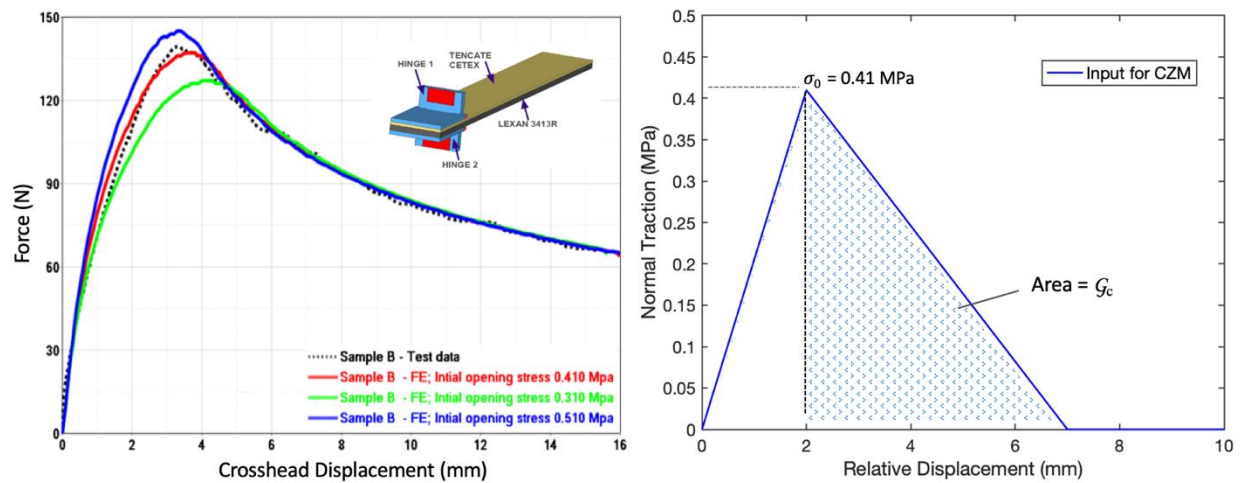 150
120
90
60
30
0
Force (N)
HINGE 1
TENCATE
CETEX
LEXAN 3413R
HINGE 2
Sample B - Test data
Sample B - FE; Intial opening stress 0.410 Mpa
Sample B - FE; Intial opening stress 0.310 Mpa
Sample B - FE; Intial opening stress 0.510 Mpa
0 2 4 6 8 10 12 14 16
Crosshead Displacement (mm)
0.5
0.45
0.4
0.35
0.3
0.25
0.2
0.15
0.1
0.05
0
Normal Traction (MPa)
Input for CZM
σ₀ = 0.41 MPa
Area = 𝒢c
0 2 4 6 8 10
Relative Displacement (mm)